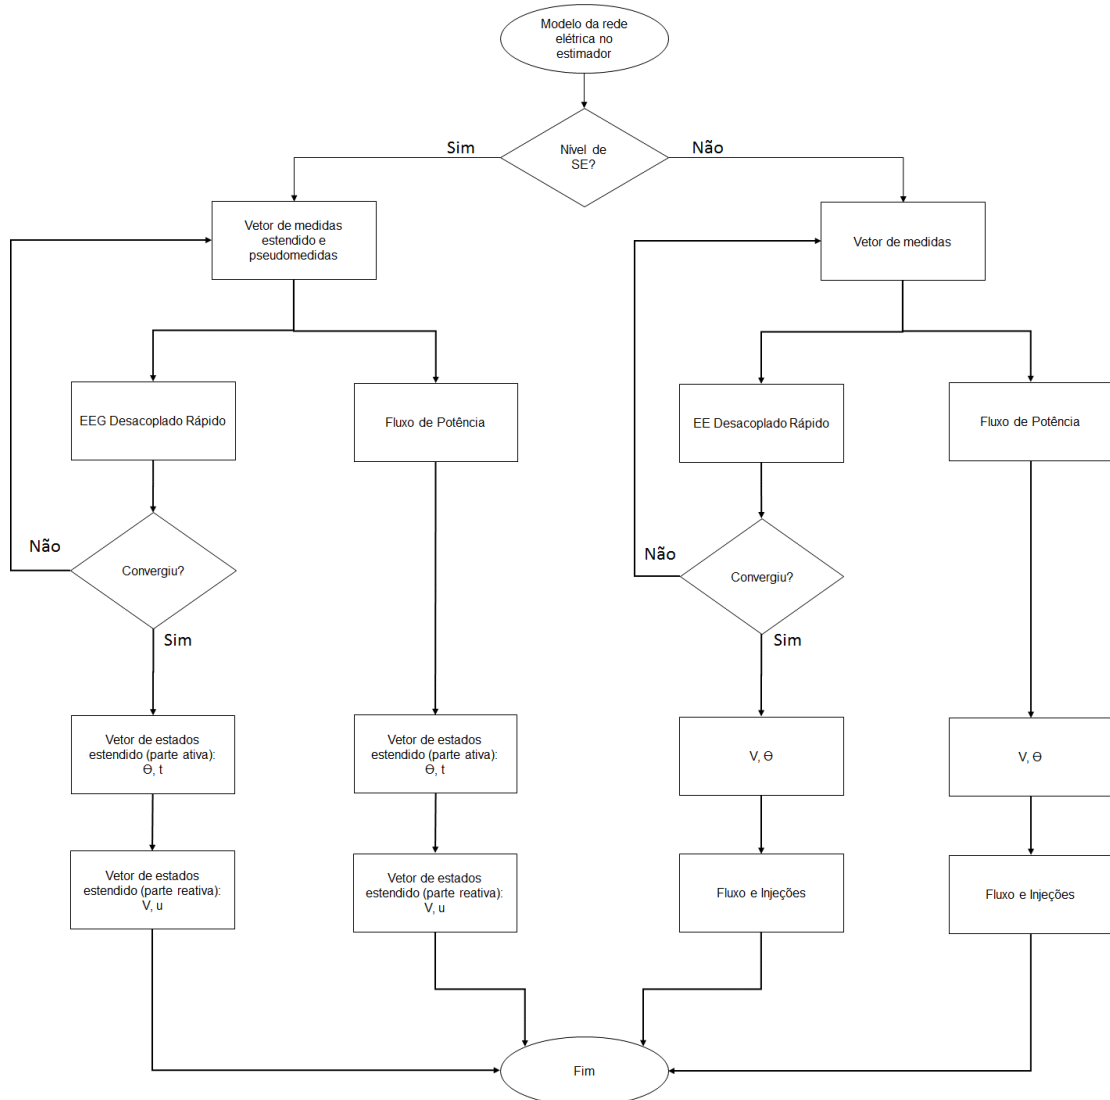 Modelo da rede
elétrica no
estimador
Sim
Nível de
SE?
Não
Vetor de medidas
estendido e
pseudomedidas
Vetor de medidas
EEG Desacoplado Rápido
Fluxo de Potência
EE Desacoplado Rápido
Fluxo de Potência
Não
Convergiu?
Sim
Não
Convergiu?
Sim
Vetor de estados
estendido (parte ativa):
Ɵ, t
Vetor de estados
estendido (parte ativa):
Ɵ, t
V, Ɵ
V, Ɵ
Vetor de estados
estendido (parte reativa):
V, u
Vetor de estados
estendido (parte reativa):
V, u
Fluxo e Injeções
Fluxo e Injeções
Fim